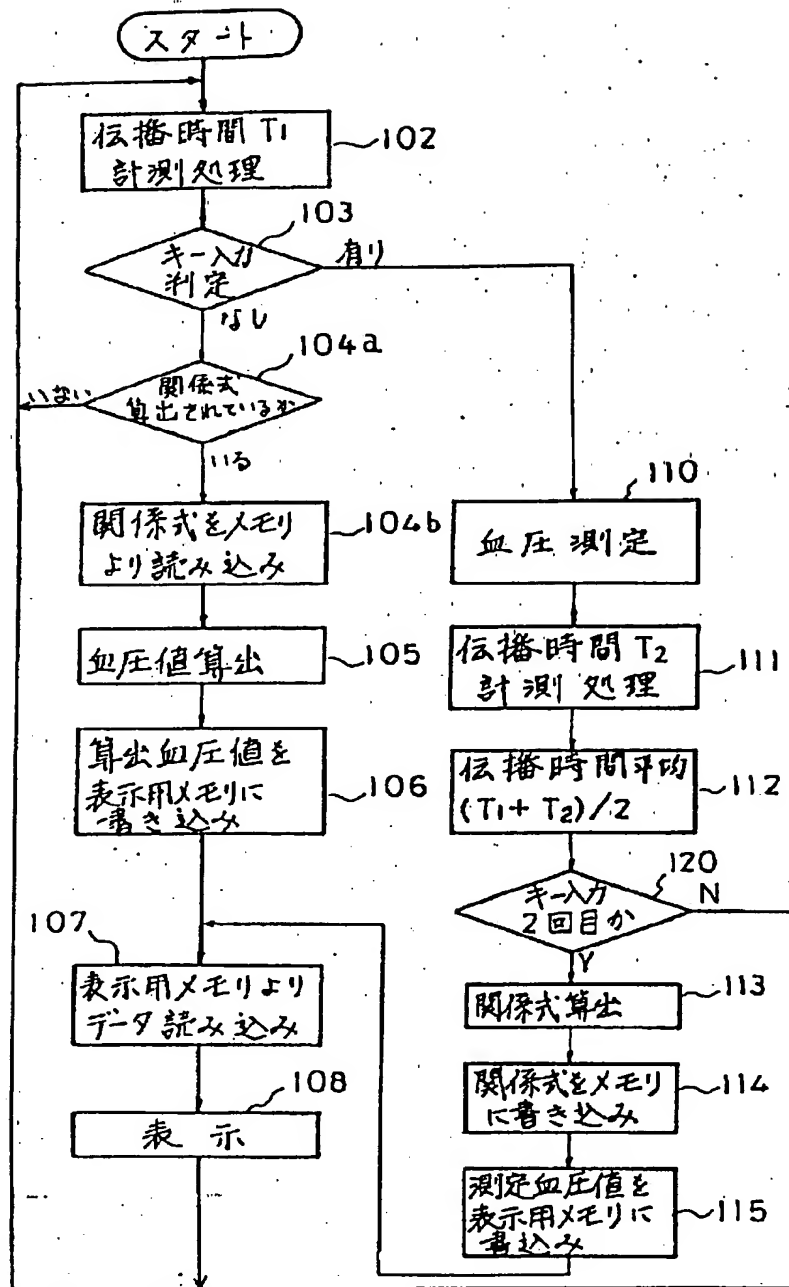 スタート
伝播時間 T1
計測処理
102
103
キー入力
判定
有り
なし
104a
関係式
算出されているか
いない
いる
関係式をメモリ
より読み込み
104b
血圧値算出
105
算出血圧値を
表示用メモリに
書き込み
106
107
表示用メモリより
データ読み込み
108
表示
110
血圧測定
伝播時間 T2
計測処理
111
伝播時間平均
(T1+T2)/2
112
120
キー入力
2回目か
N
Y
関係式算出
113
関係式をメモリ
に書き込み
114
測定血圧値を
表示用メモリに
書込み
115